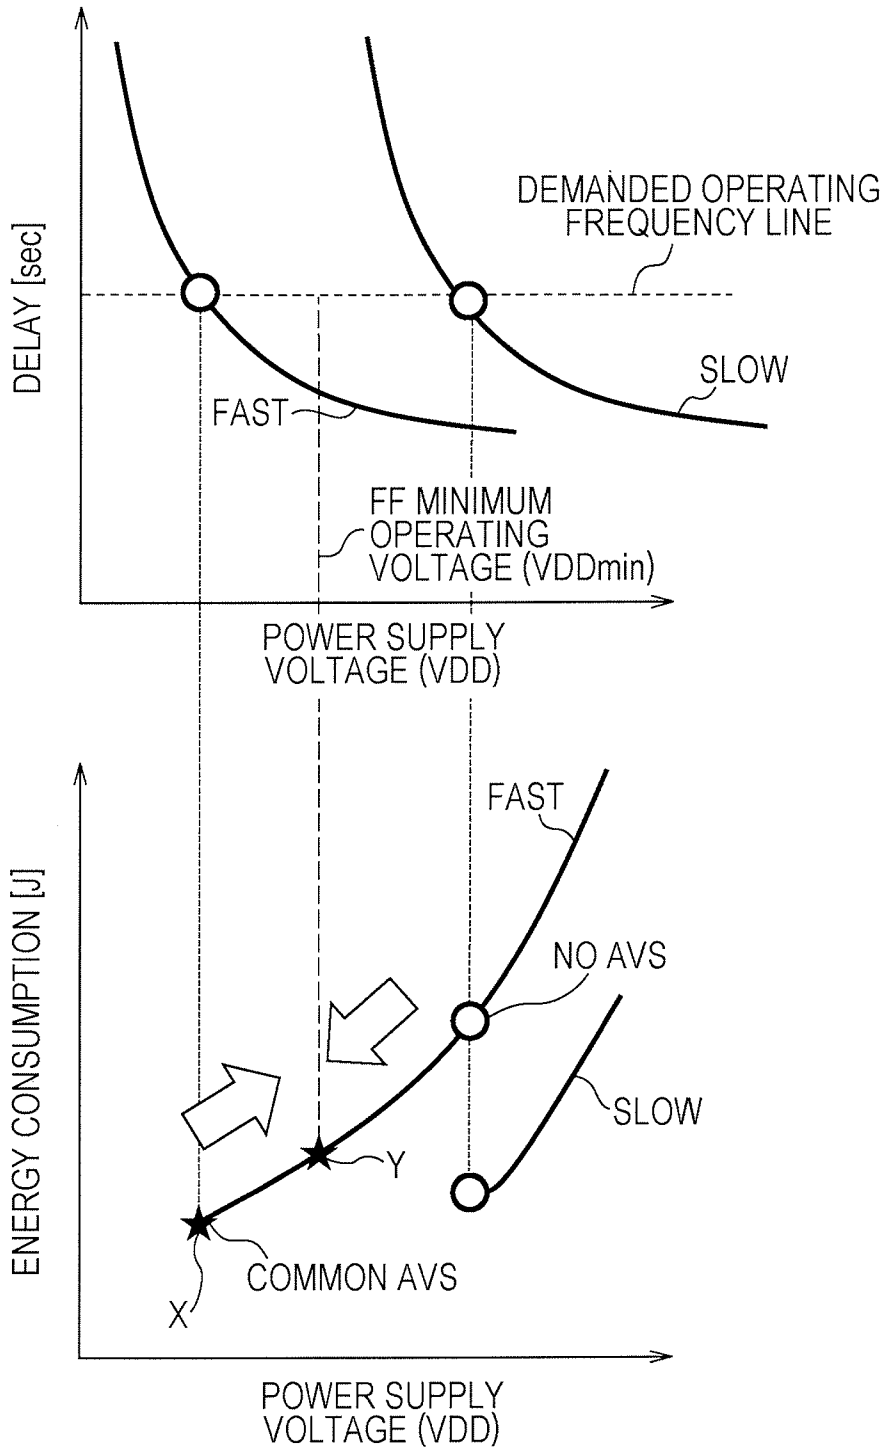 DEMANDED OPERATING
FREQUENCY LINE
DELAY [sec]
SLOW
FAST
FF MINIMUM
OPERATING
VOLTAGE (VDDmin)
POWER SUPPLY
VOLTAGE (VDD)
FAST
NO AVS
ENERGY CONSUMPTION [J]
SLOW
Y
COMMON AVS
X
POWER SUPPLY
VOLTAGE (VDD)